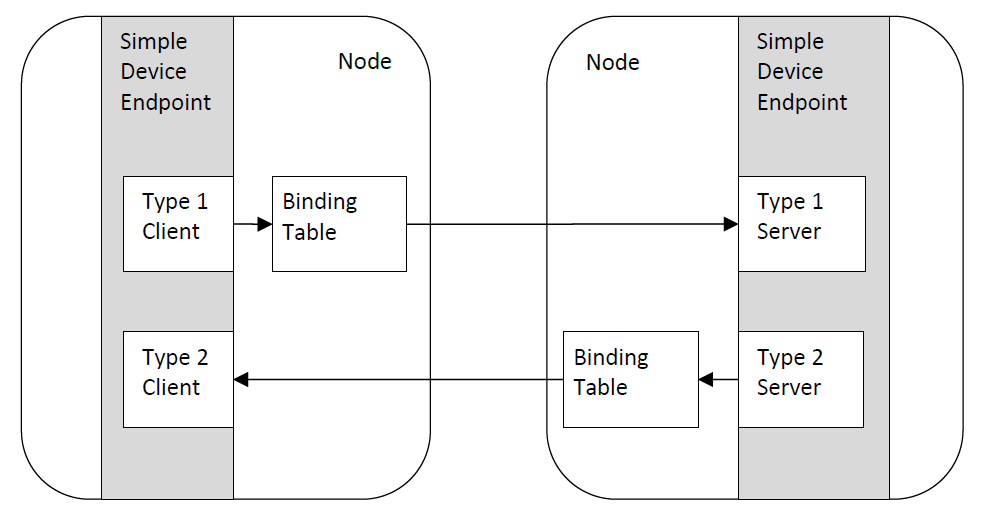 Simple
Device
Endpoint
Node
Type 1
Client
Binding
Table
Type 2
Client
Node
Simple
Device
Endpoint
Type 1
Server
Binding
Table
Type 2
Server